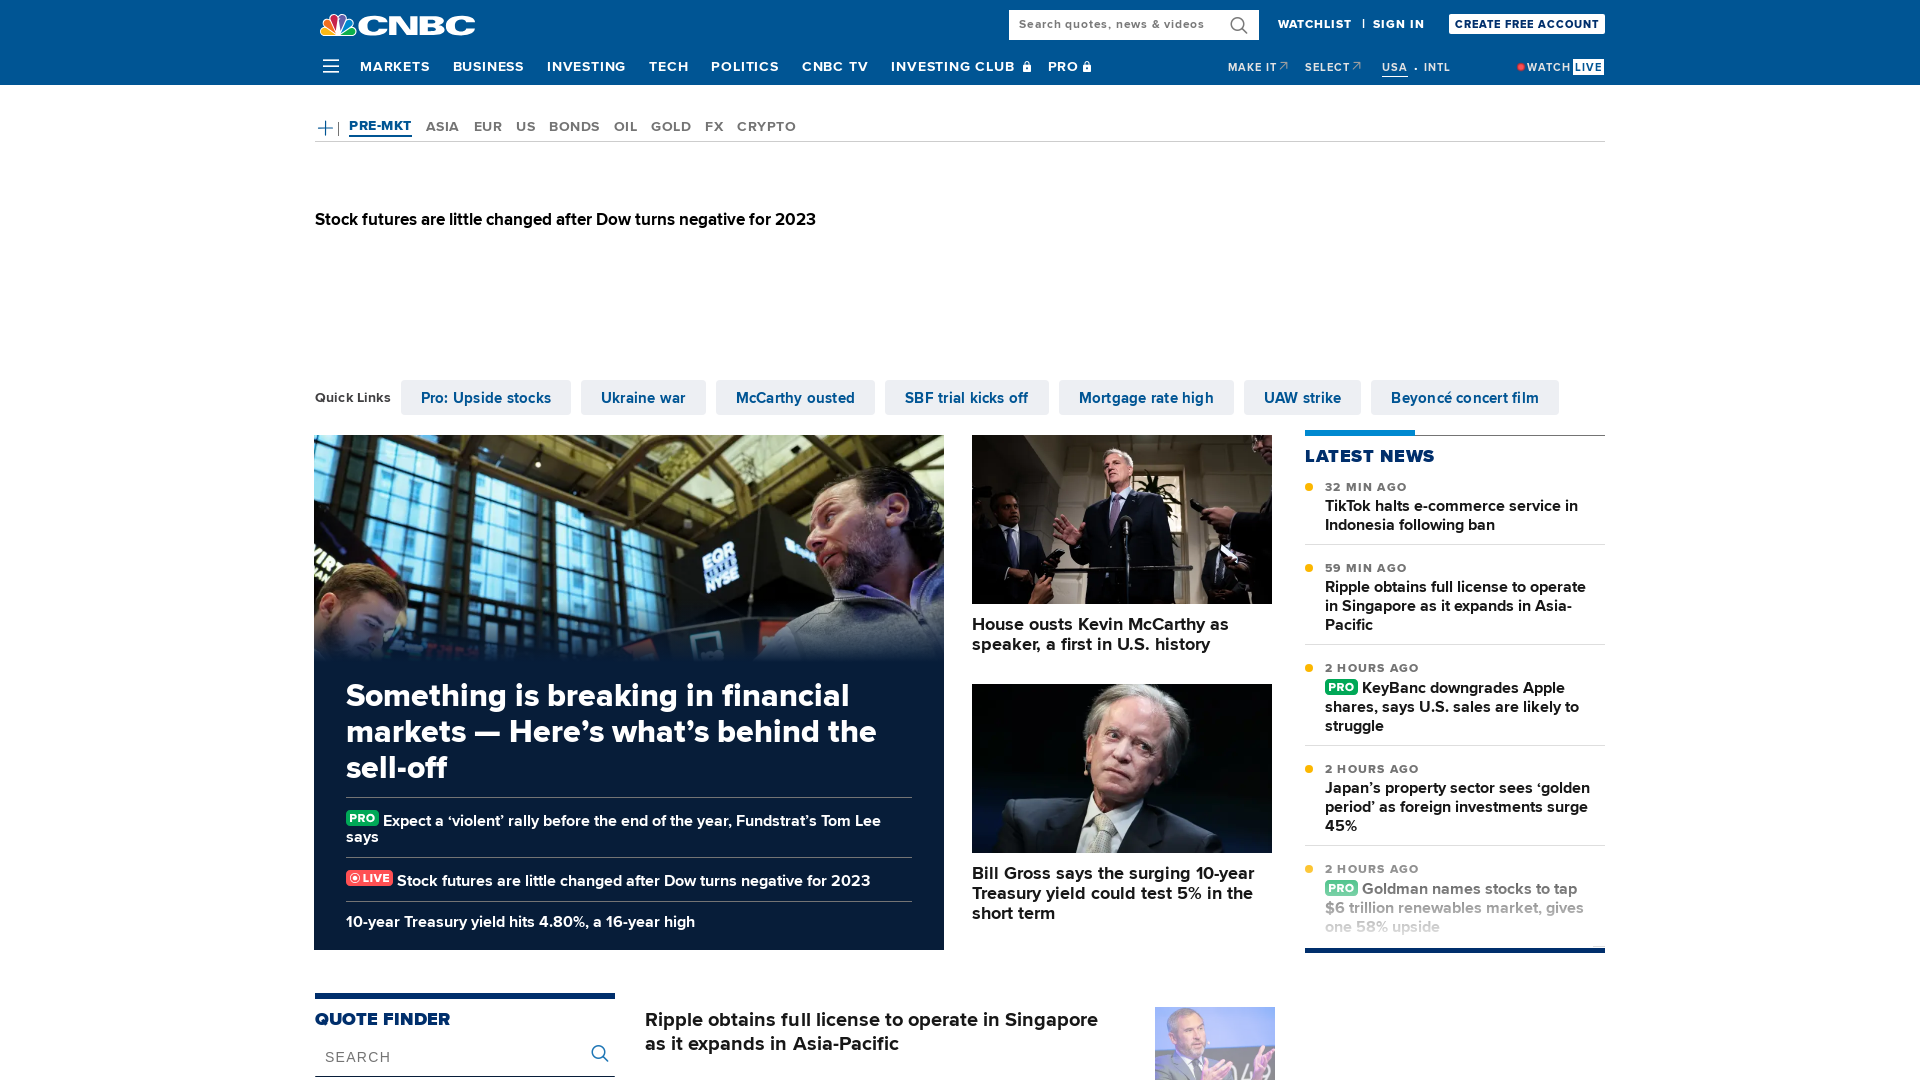 CNBC
Search quotes, news & videos
WATCHLIST | SIGN IN
CREATE FREE ACCOUNT
MARKETS BUSINESS INVESTING TECH POLITICS CNBC TV INVESTING CLUB PRO
MAKE IT SELECT USA • INTL WATCH LIVE
PRE-MKT ASIA EUR US BONDS OIL GOLD FX CRYPTO
Stock futures are little changed after Dow turns negative for 2023
Quick Links
Pro: Upside stocks
Ukraine war
McCarthy ousted
SBF trial kicks off
Mortgage rate high
UAW strike
Beyoncé concert film
EQR
NYSE
Something is breaking in financial
markets — Here’s what’s behind the
sell-off
PRO Expect a ‘violent’ rally before the end of the year, Fundstrat’s Tom Lee
says
LIVE Stock futures are little changed after Dow turns negative for 2023
10-year Treasury yield hits 4.80%, a 16-year high
House ousts Kevin McCarthy as
speaker, a first in U.S. history
Bill Gross says the surging 10-year
Treasury yield could test 5% in the
short term
LATEST NEWS
32 MIN AGO
TikTok halts e-commerce service in
Indonesia following ban
59 MIN AGO
Ripple obtains full license to operate
in Singapore as it expands in Asia-
Pacific
2 HOURS AGO
PRO KeyBanc downgrades Apple
shares, says U.S. sales are likely to
struggle
2 HOURS AGO
Japan’s property sector sees ‘golden
period’ as foreign investments surge
45%
2 HOURS AGO
PRO Goldman names stocks to tap
$6 trillion renewables market, gives
one 58% upside
QUOTE FINDER
SEARCH
Ripple obtains full license to operate in Singapore
as it expands in Asia-Pacific